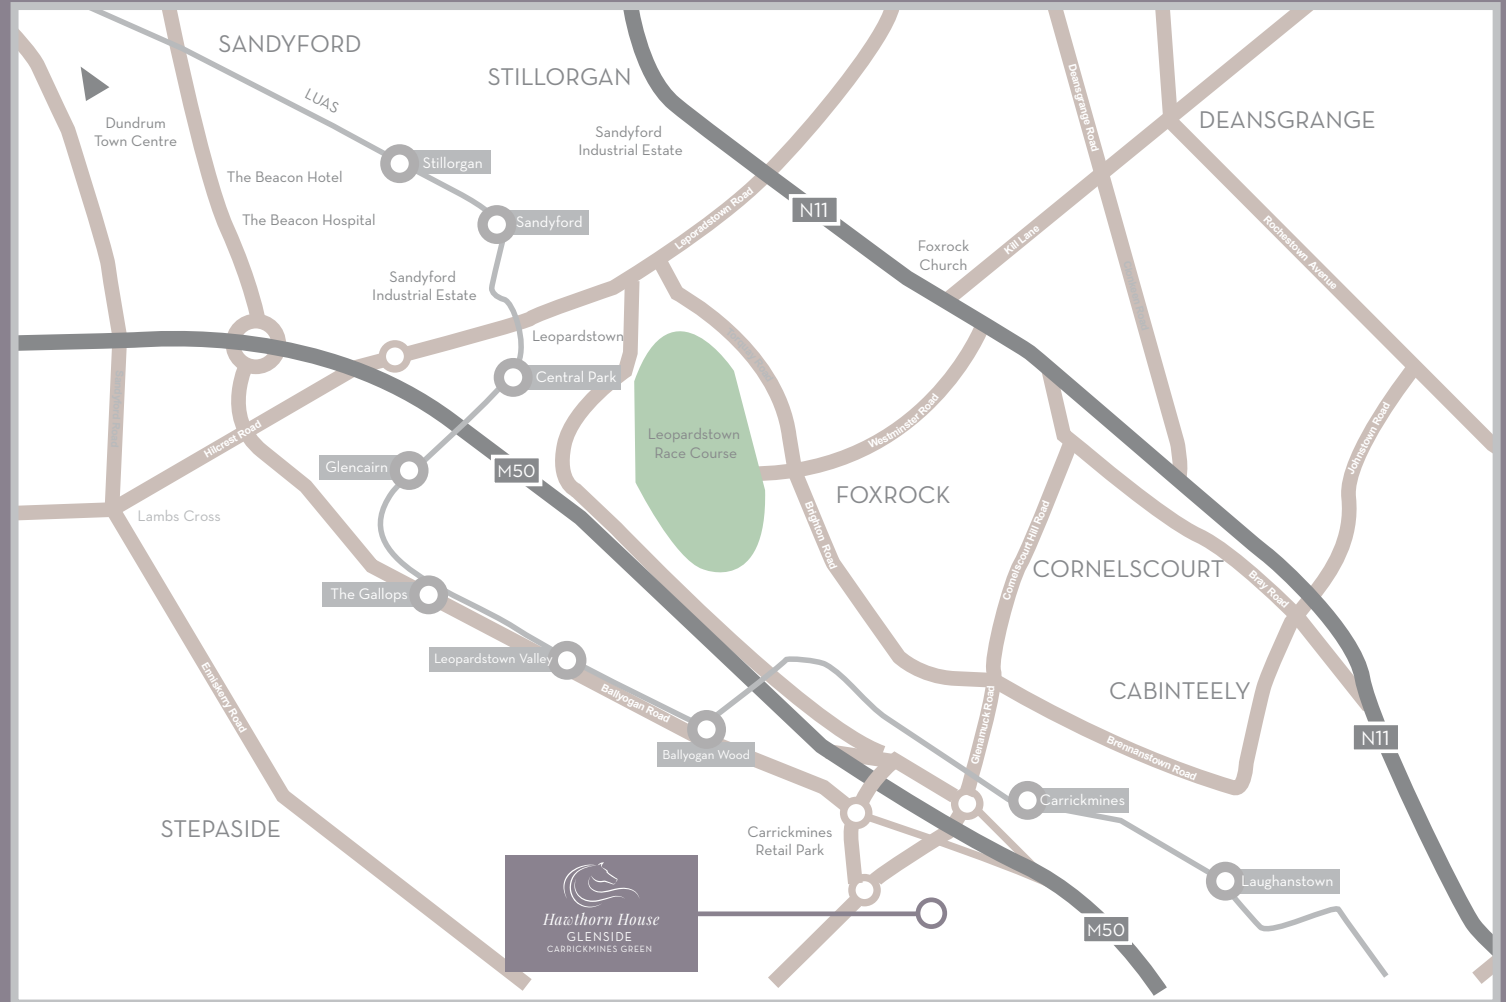 SANDYFORD
STILLORGAN
LUAS
Dundrum
Town Centre
Sandyford
Industrial Estate
DEANSGRANGE
Deansgrange Road
Stillorgan
The Beacon Hotel
The Beacon Hospital
Sandyford
Leporadstown Road
N11
Foxrock
Church
Kill Lane
Rochestown Avenue
Sandyford
Industrial Estate
Leopardstown
Central Park
Leopardstown
Race Course
Westminster Road
Johnstown Road
Hilcrest Road
Glencairn
M50
FOXROCK
Lambs Cross
Brighton Road
Cornelscourt Hill Road
CORNELSCOURT
Bray Road
The Gallops
Leopardstown Valley
Enniskerry Road
Ballyogan Road
CABINTEELY
Glenamuck Road
Brennanstown Road
N11
Ballyogan Wood
Carrickmines
STEPASIDE
Carrickmines
Retail Park
Laughanstown
Hawthorn House
GLENSIDE
CARRICKMINES GREEN
M50